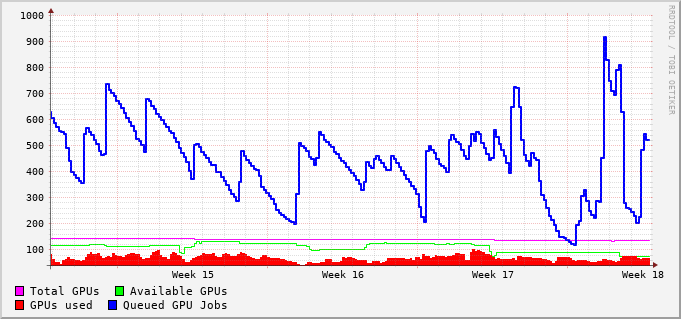 1000
900
800
700
600
500
400
300
200
100
Week 15 Week 16 Week 17 Week 18
Total GPUs Available GPUs
GPUs used Queued GPU Jobs
RRDTOOL / TOBI OETIKER